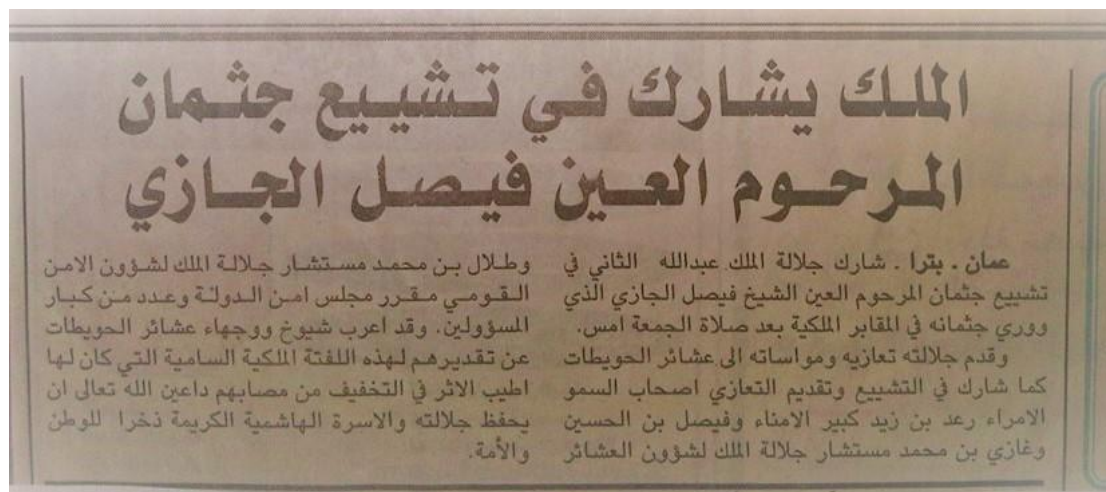 الملك يشارك في تشييع جثمان
المرحوم العين فيصل الجازي
عمان . بترا . شارك جلالة الملك عبدالله الثاني في
تشييع جثمان المرحوم العين الشيخ فيصل الجازي الذي
ووري جثمانه في المقابر الملكية بعد صلاة الجمعة امس.
وقدم جلالته تعازيه ومواساته الى عشائر الحويطات
كما شارك في التشييع وتقديم التعازي اصحاب السمو
الامراء رعد بن زيد كبير الامناء وفيصل بن الحسين
وغازي بن محمد مستشار جلالة الملك لشؤون العشائر
وطلال بن محمد مستشار جلالة الملك لشؤون الامن
القومي مقرر مجلس امن الدولة وعدد من كبار
المسؤولين. وقد اعرب شيوخ ووجهاء عشائر الحويطات
عن تقديرهم لهذه اللفتة الملكية السامية التي كان لها
اطيب الاثر في التخفيف من مصابهم داعين الله تعالى ان
يحفظ جلالته والاسرة الهاشمية الكريمة ذخرا للوطن
والأمة.